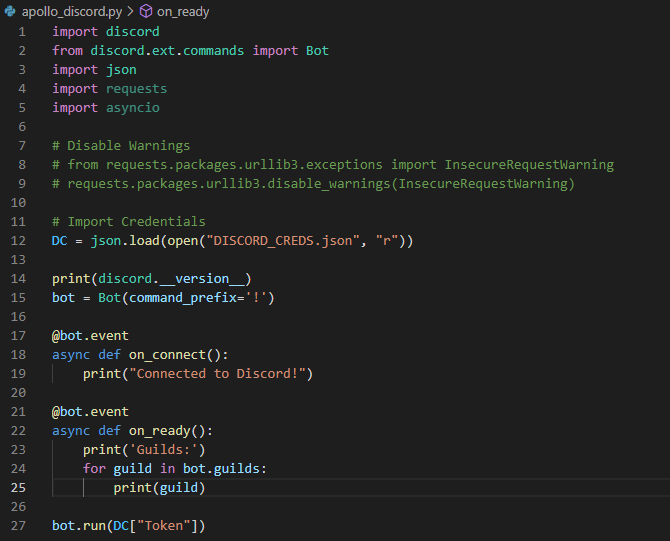 apollo_discord.py > on_ready
1 import discord
2 from discord.ext.commands import Bot
3 import json
4 import requests
5 import asyncio
6
7 # Disable Warnings
8 # from requests.packages.urllib3.exceptions import InsecureRequestWarning
9 # requests.packages.urllib3.disable_warnings(InsecureRequestWarning)
10
11 # Import Credentials
12 DC = json.load(open("DISCORD_CREDS.json", "r"))
13
14 print(discord.__version__)
15 bot = Bot(command_prefix='!')
16
17 @bot.event
18 async def on_connect():
19     print("Connected to Discord!")
20
21 @bot.event
22 async def on_ready():
23     print('Guilds:')
24     for guild in bot.guilds:
25         print(guild)
26
27 bot.run(DC["Token"])